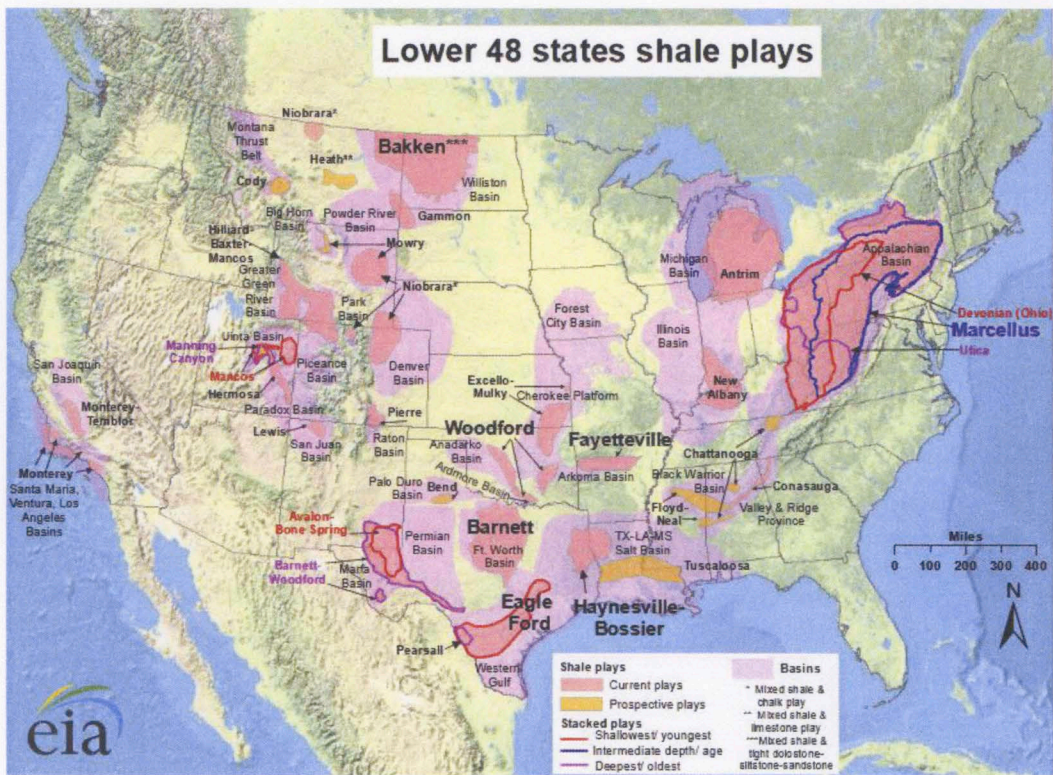 Lower 48 states shale plays
Niobrara*
Montana
Thrust
Belt
Bakken***
Heath**
Cody
Williston
Basin
Big Horn
Basin
Powder River
Basin
Gammon
Hilliard-
Baxter-
Mancos
Mowry
Greater
Green
River
Basin
Niobrara*
Park
Basin
Michigan
Basin
Antrim
Appalachian
Basin
Devonian (Ohio)
Marcellus
Utica
Forest
City Basin
Illinois
Basin
Uinta Basin
Manning
Canyon
Mancos
Piceance
Basin
Denver
Basin
San Joaquin
Basin
Hermosa
Excello-
Mulky
Cherokee Platform
New
Albany
Monterey-
Temblor
Paradox Basin
Pierre
Lewis
San Juan
Basin
Raton
Basin
Woodford
Anadarko
Basin
Fayetteville
Arkoma Basin
Chattanooga
Monterey
Santa Maria,
Ventura, Los
Angeles
Basins
Ardmore Basin
Palo Duro
Basin
Bend
Black Warrior
Basin
Conasauga
Floyd-
Neal
Valley & Ridge
Province
Avalon-
Bone Spring
Permian
Basin
Barnett
Ft. Worth
Basin
TX-LA-MS
Salt Basin
Tuscaloosa
Barnett-
Woodford
Marfa
Basin
Eagle
Ford
Haynesville-
Bossier
Pearsall
Western
Gulf
Miles
0 100 200 300 400
N
Shale plays
Current plays
Prospective plays
Stacked plays
Shallowest/ youngest
Intermediate depth/ age
Deepest/ oldest
Basins
* Mixed shale &
chalk play
** Mixed shale &
limestone play
***Mixed shale &
tight dolostone-
siltstone-sandstone
eia